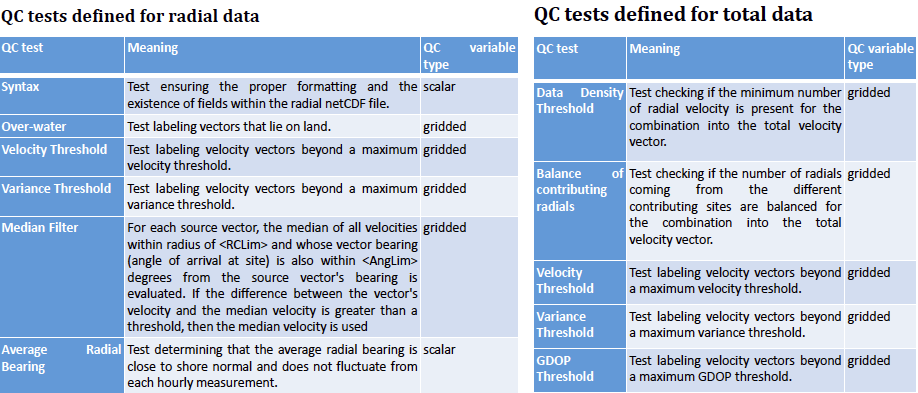 QC tests defined for radial data
QC test Meaning QC variable
type
Syntax Test ensuring the proper formatting and the scalar
existence of fields within the radial netCDF file.
Over-water Test labeling vectors that lie on land. gridded
Velocity Threshold Test labeling velocity vectors beyond a maximum gridded
velocity threshold.
Variance Threshold Test labeling velocity vectors beyond a maximum gridded
variance threshold.
Median Filter For each source vector, the median of all velocities gridded
within radius of <RCLim> and whose vector bearing
(angle of arrival at site) is also within <AngLim>
degrees from the source vector's bearing is
evaluated. If the difference between the vector's
velocity and the median velocity is greater than a
threshold, then the median velocity is used
Average Radial Test determining that the average radial bearing is scalar
Bearing close to shore normal and does not fluctuate from
each hourly measurement.
QC tests defined for total data
QC test Meaning QC variable
type
Data Density Test checking if the minimum number gridded
Threshold of radial velocity is present for the
combination into the total velocity
vector.
Balance of Test checking if the number of radials gridded
contributing coming from the different
radials contributing sites are balanced for
the combination into the total
velocity vector.
Velocity Test labeling velocity vectors beyond gridded
Threshold a maximum velocity threshold.
Variance Test labeling velocity vectors beyond gridded
Threshold a maximum variance threshold.
GDOP Test labeling velocity vectors beyond gridded
Threshold a maximum GDOP threshold.